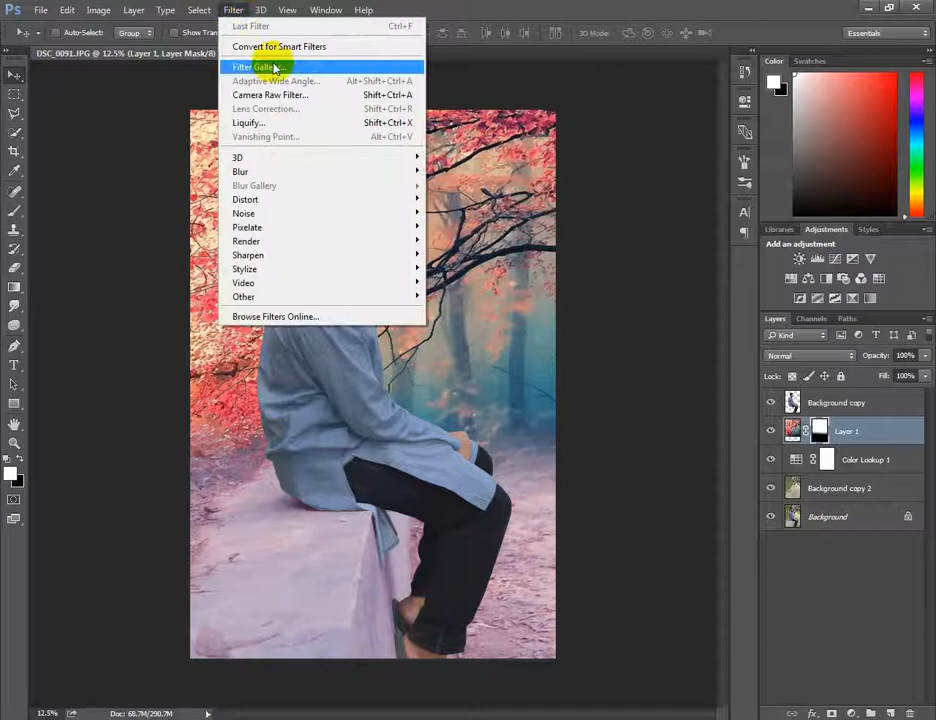 Ps File Edit Image Layer Type Select Filter 3D View Window Help
Auto-Select: Group Show Tran 3D Mode: Essentials
DSC_0091.JPG @ 12.5% (Layer 1, Layer Mask/8)
Last Filter Ctrl+F
Convert for Smart Filters
Filter Gallery...
Adaptive Wide Angle... Alt+Shift+Ctrl+A
Camera Raw Filter... Shift+Ctrl+A
Lens Correction... Shift+Ctrl+R
Liquify... Shift+Ctrl+X
Vanishing Point... Alt+Ctrl+V
3D
Blur
Blur Gallery
Distort
Noise
Pixelate
Render
Sharpen
Stylize
Video
Other
Browse Filters Online...
Color Swatches
Libraries Adjustments Styles
Add an adjustment
Layers Channels Paths
Kind
Normal Opacity: 100%
Lock: Fill: 100%
Background copy
Layer 1
Color Lookup 1
Background copy 2
Background
12.5% Doc: 68.7M/290.7M